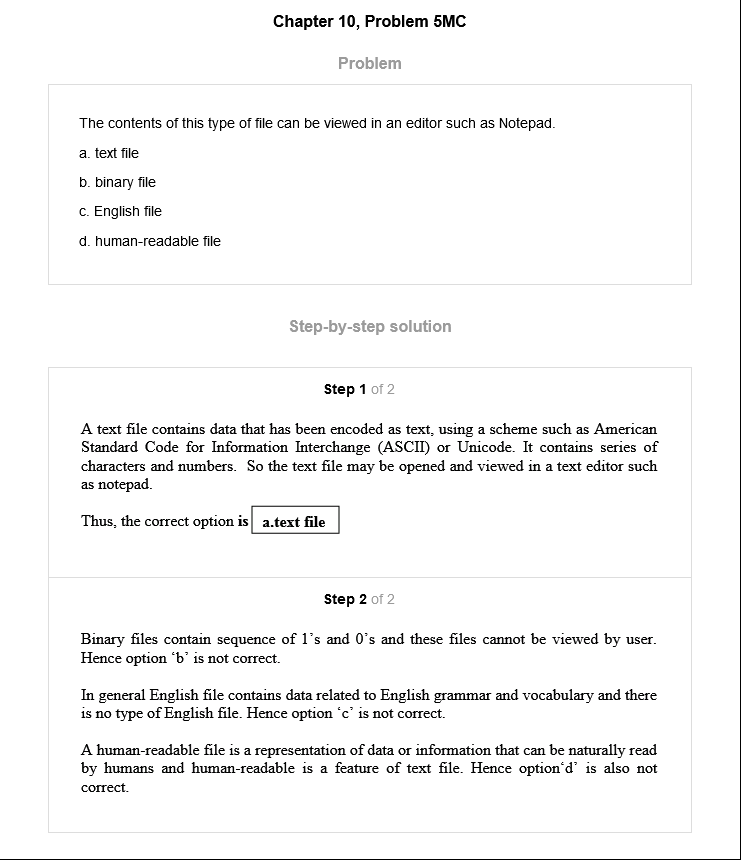 Chapter 10, Problem 5MC
Problem
The contents of this type of file can be viewed in an editor such as Notepad.
a. text file
b. binary file
c. English file
d. human-readable file
Step-by-step solution
Step 1 of 2
A text file contains data that has been encoded as text, using a scheme such as American
Standard Code for Information Interchange (ASCII) or Unicode. It contains series of
characters and numbers.  So the text file may be opened and viewed in a text editor such
as notepad.
Thus, the correct option is a.text file
Step 2 of 2
Binary files contain sequence of 1’s and 0’s and these files cannot be viewed by user.
Hence option ‘b’ is not correct.
In general English file contains data related to English grammar and vocabulary and there
is no type of English file. Hence option ‘c’ is not correct.
A human-readable file is a representation of data or information that can be naturally read
by humans and human-readable is a feature of text file. Hence option‘d’ is also not
correct.